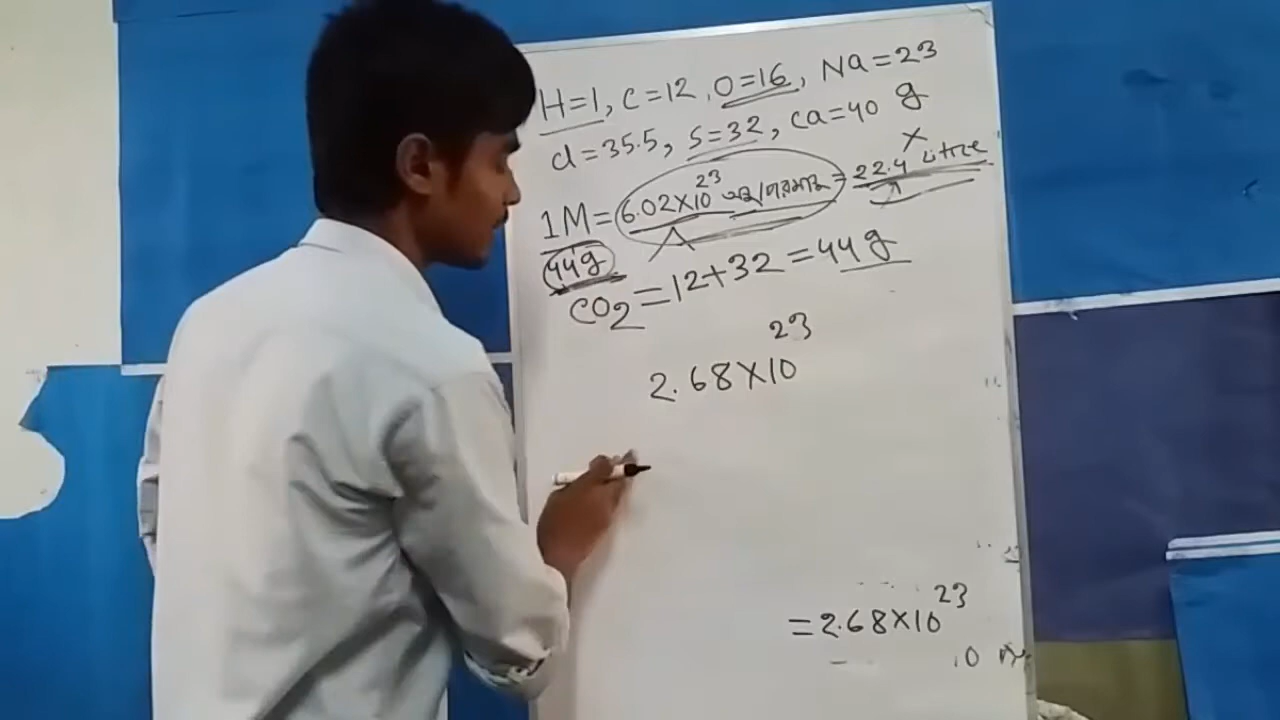 H=1, C=12, O=16, Na=23
Cl=35.5, S=32, Ca=40 g
X
1M=6.02X10²³ অনু/পরমানু=22.4 Litre
44g
CO₂=12+32=44g
2.68X10²³
=2.68X10²³